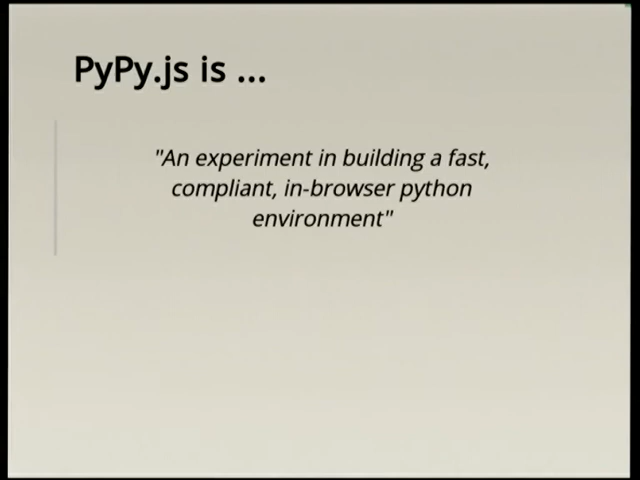 PyPy.js is ...
"An experiment in building a fast,
compliant, in-browser python
environment"